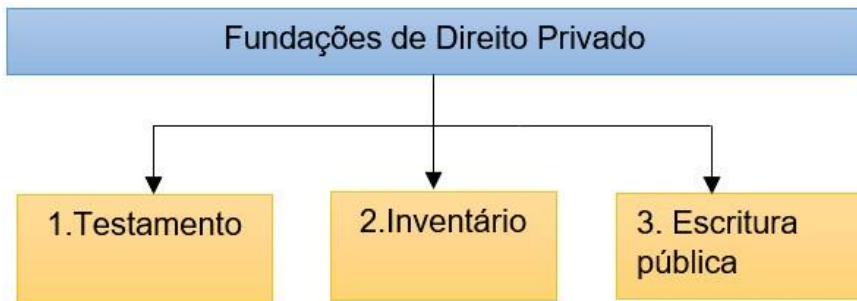 Fundações de Direito Privado
1.Testamento
2.Inventário
3. Escritura
pública